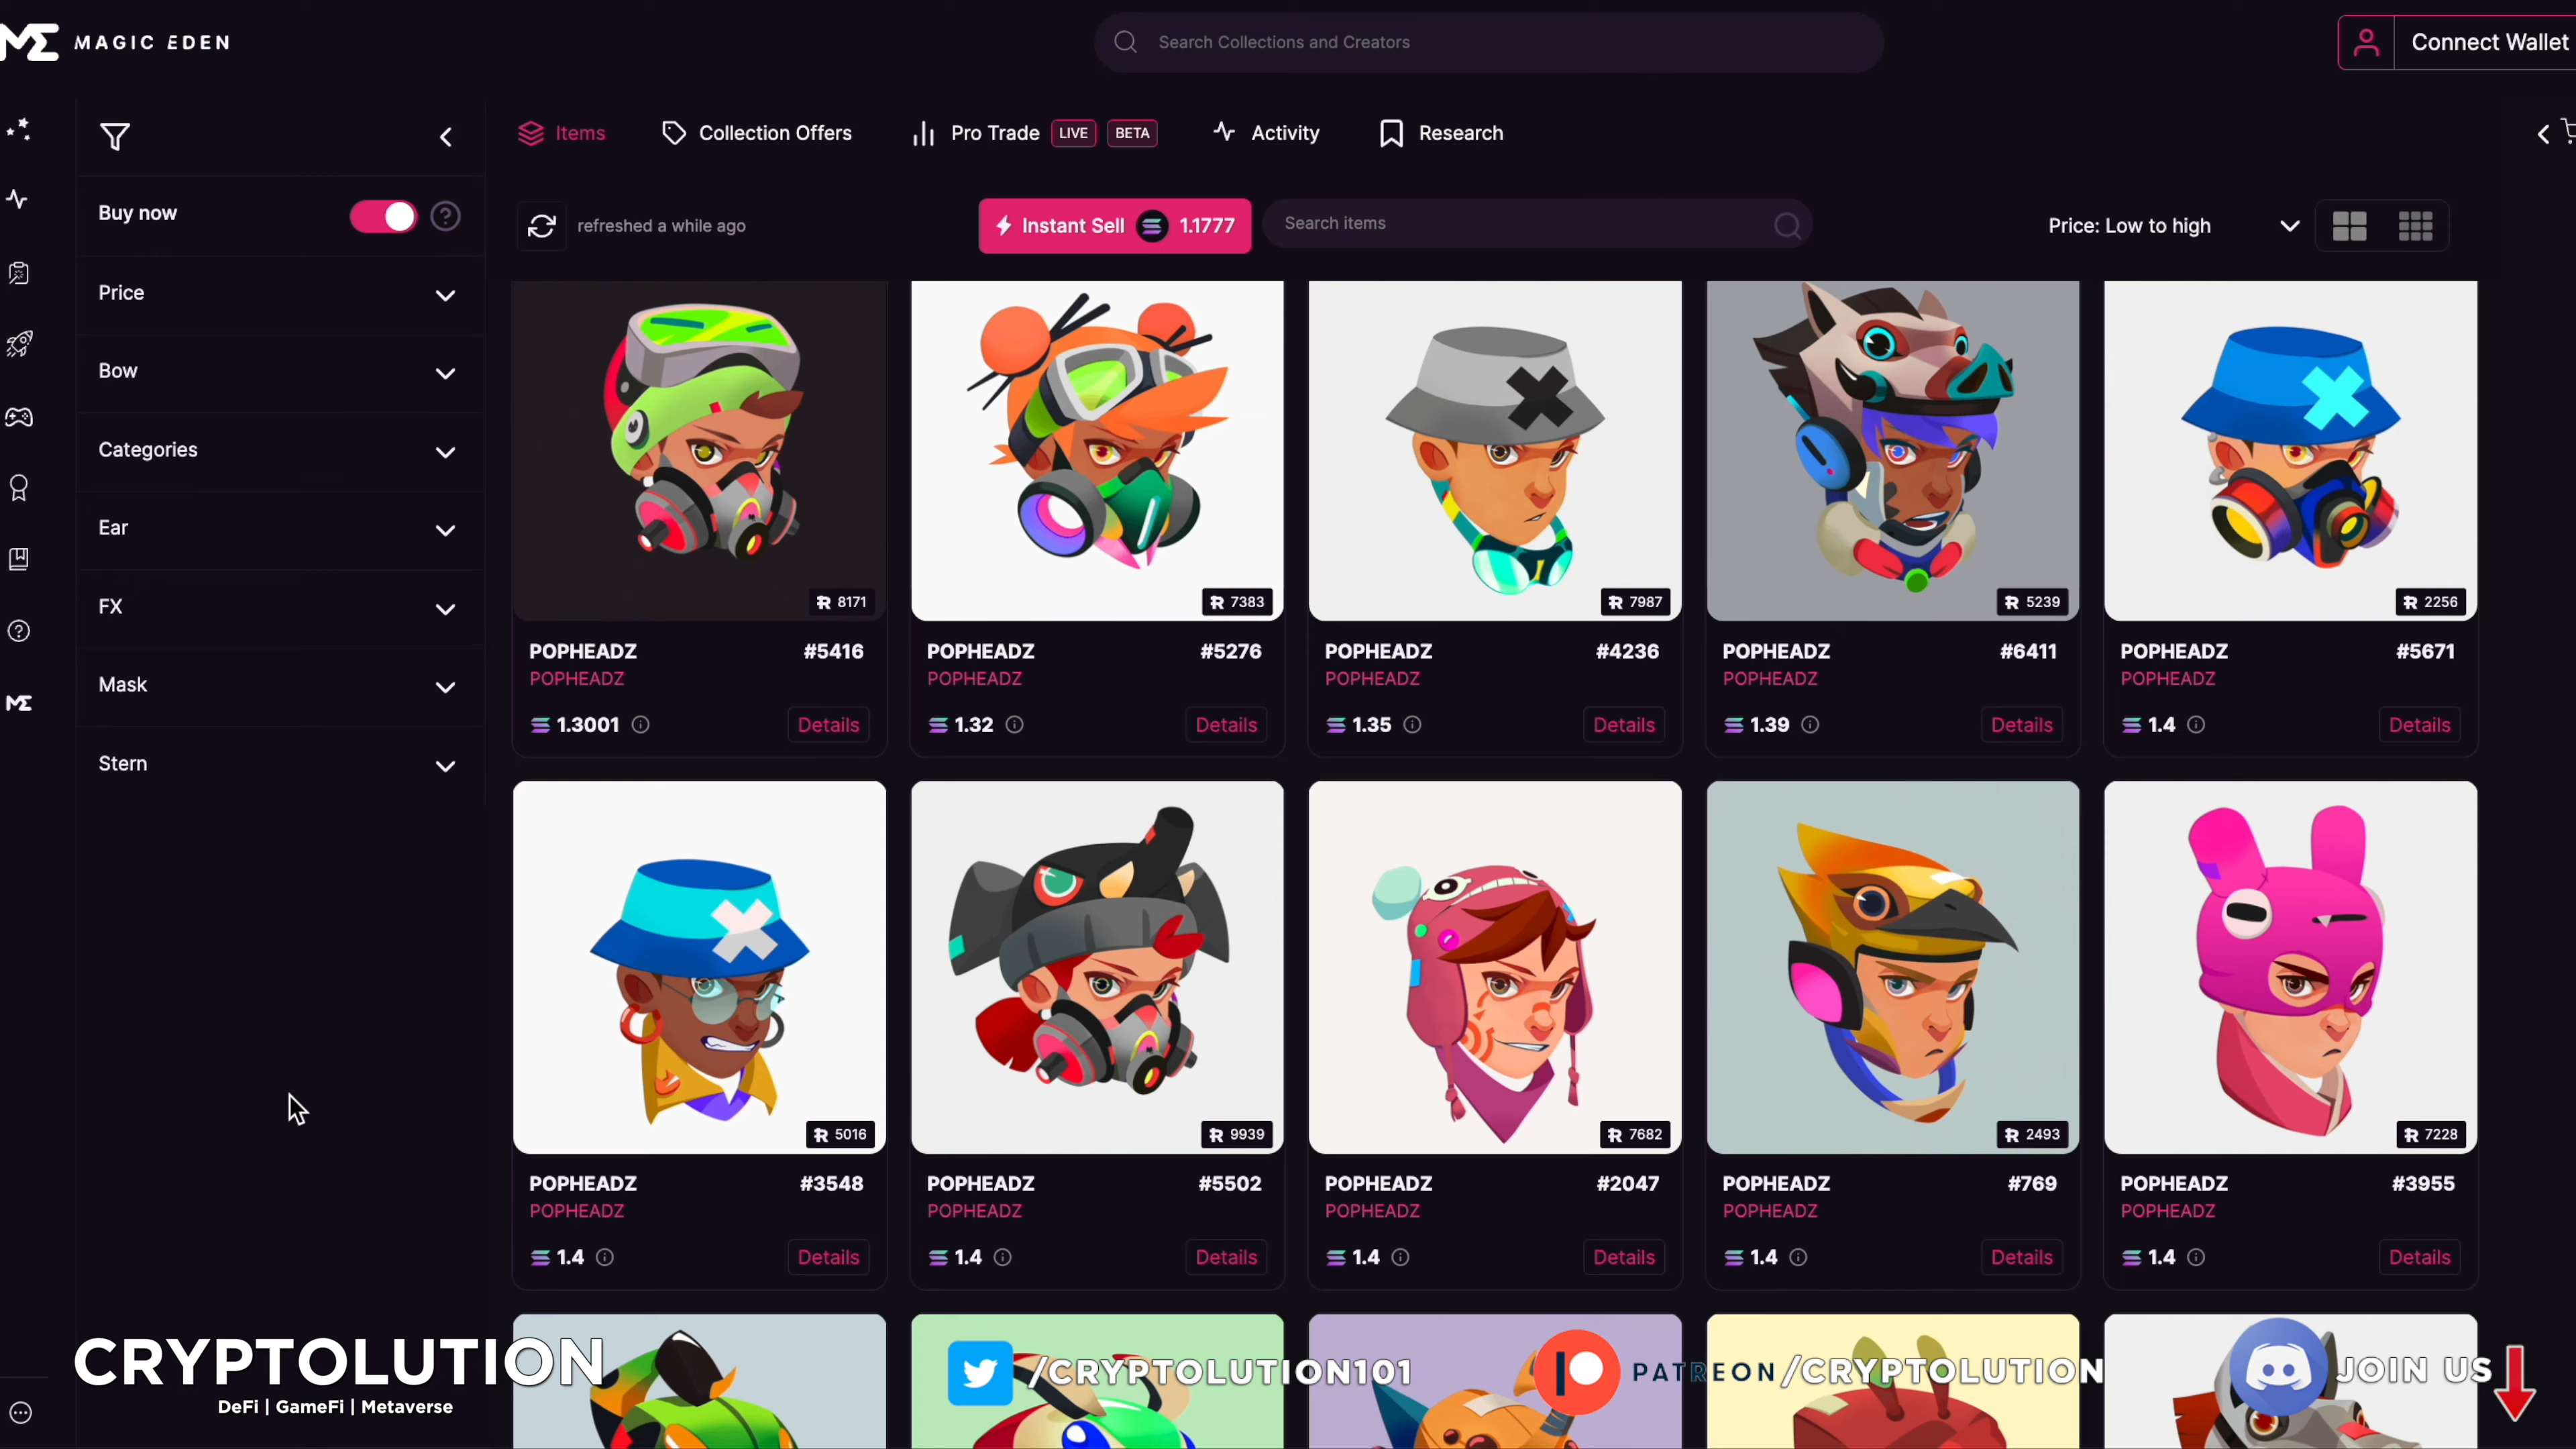 MAGIC EDEN
Search Collections and Creators
Connect Wallet
Items
Collection Offers
Pro Trade LIVE BETA
Activity
Research
Buy now
refreshed a while ago
Instant Sell 1.1777
Search items
Price: Low to high
Price
Bow
Categories
Ear
FX
Mask
Stern
8171
7383
7987
5239
2256
POPHEADZ #5416
POPHEADZ
1.3001 Details
POPHEADZ #5276
POPHEADZ
1.32 Details
POPHEADZ #4236
POPHEADZ
1.35 Details
POPHEADZ #6411
POPHEADZ
1.39 Details
POPHEADZ #5671
POPHEADZ
1.4 Details
5016
9939
7682
2493
7228
POPHEADZ #3548
POPHEADZ
1.4 Details
POPHEADZ #5502
POPHEADZ
1.4 Details
POPHEADZ #2047
POPHEADZ
1.4 Details
POPHEADZ #769
POPHEADZ
1.4 Details
POPHEADZ #3955
POPHEADZ
1.4 Details
CRYPTOLUTION
DeFi | GameFi | Metaverse
/CRYPTOLUTION101
PATREON/CRYPTOLUTION
JOIN US